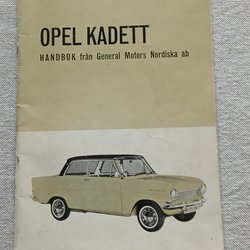 OPEL KADETT
HANDBOK från General Motors Nordiska ab